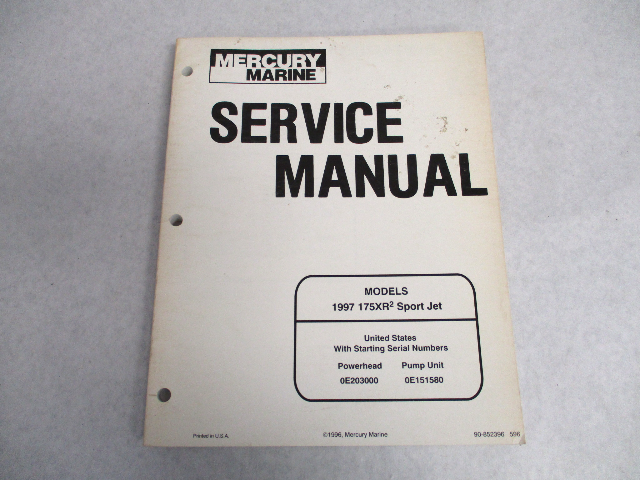 MERCURY
MARINE
SERVICE
MANUAL
MODELS
1997 175XR2 Sport Jet
United States
With Starting Serial Numbers
Powerhead Pump Unit
0E203000 0E151580
Printed in U.S.A. ©1996, Mercury Marine 90-852396 596